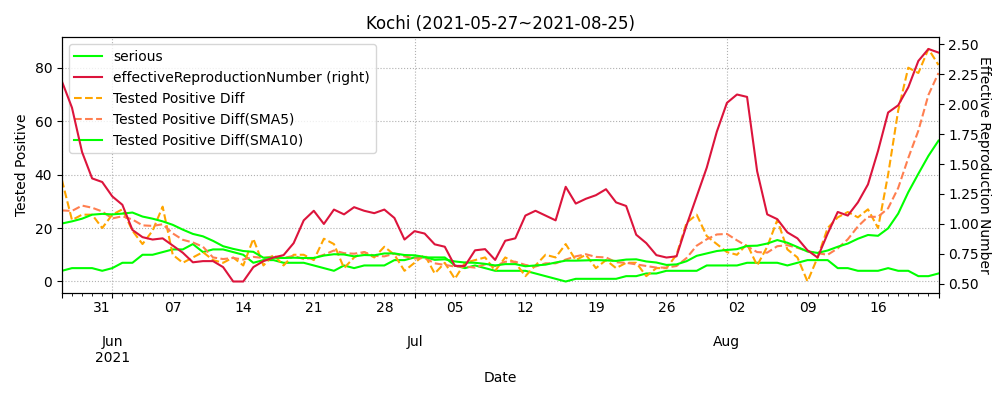 Kochi (2021-05-27~2021-08-25)
serious
effectiveReproductionNumber (right)
Tested Positive Diff
Tested Positive Diff(SMA5)
Tested Positive Diff(SMA10)
Tested Positive
80
60
40
20
0
2.50
2.25
2.00
1.75
1.50
1.25
1.00
0.75
0.50
Effective Reproduction Number
31 07 14 21 28 05 12 19 26 02 09 16
Jun Jul Aug
2021
Date